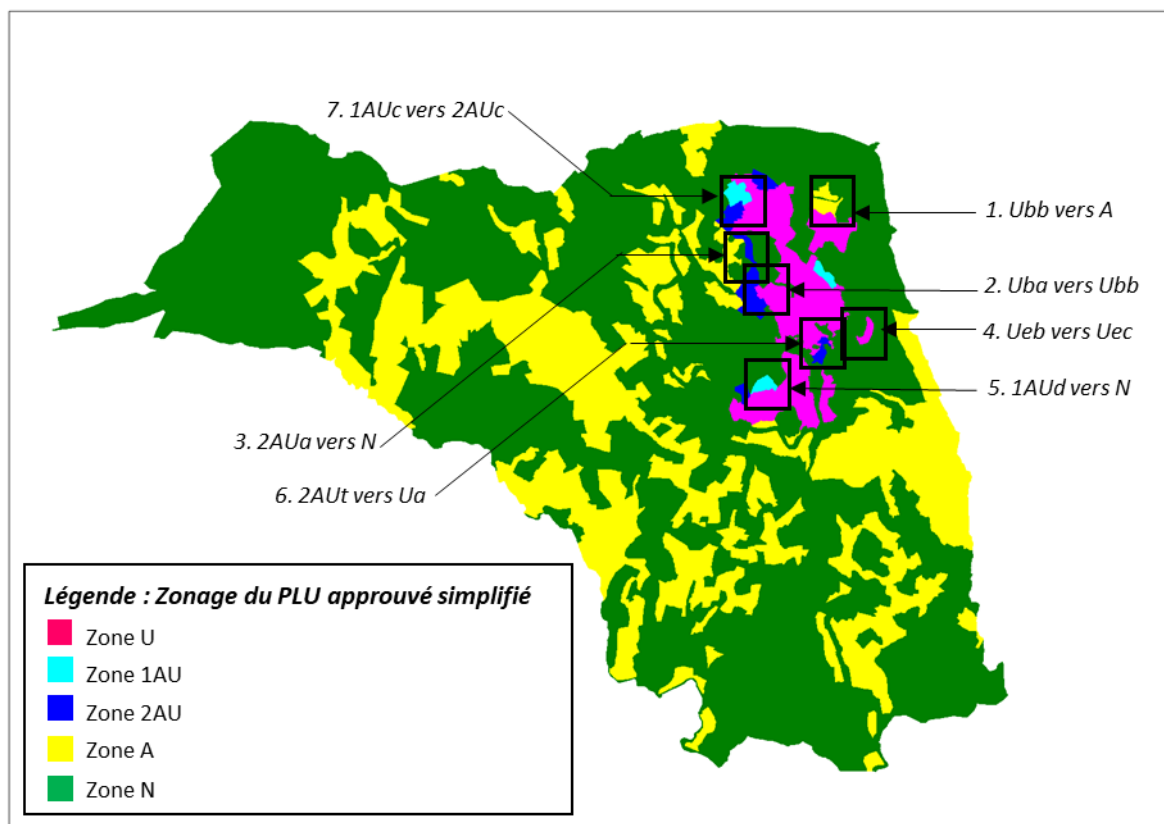 7. 1AUc vers 2AUc
1. Ubb vers A
2. Uba vers Ubb
4. Ueb vers Uec
5. 1AUd vers N
3. 2AUa vers N
6. 2AUt vers Ua
Légende : Zonage du PLU approuvé simplifié
Zone U
Zone 1AU
Zone 2AU
Zone A
Zone N